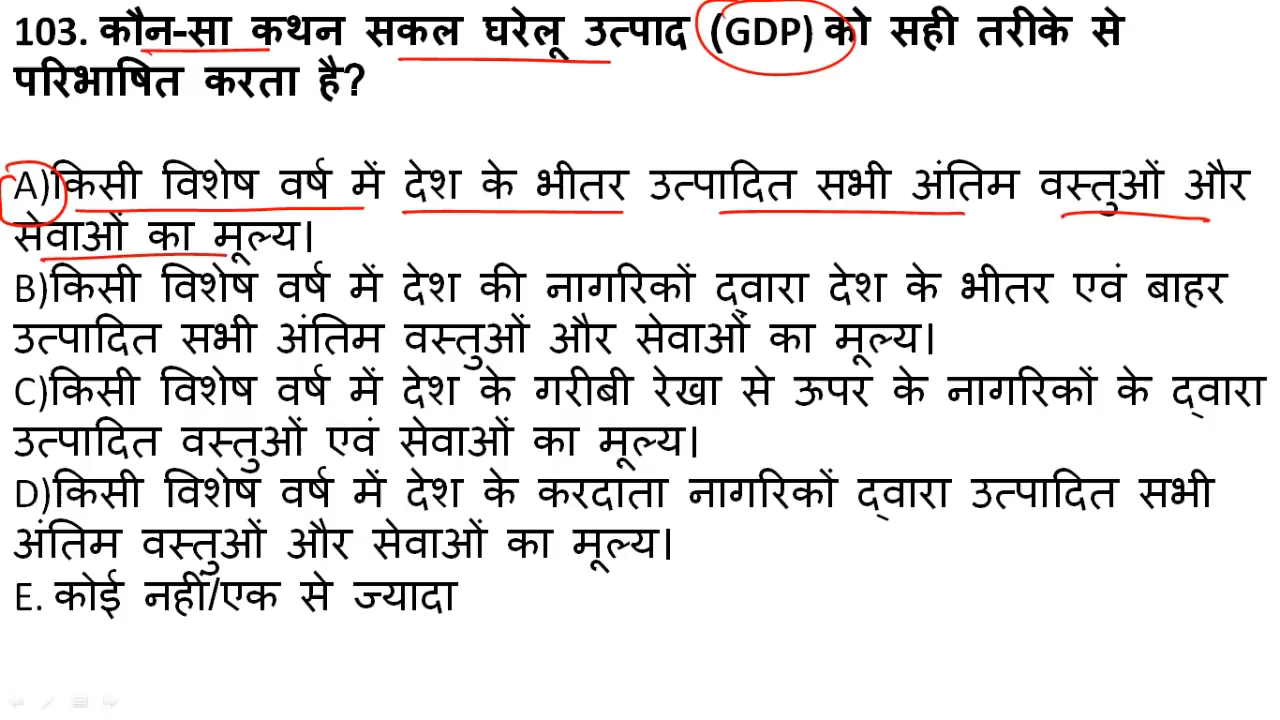 103. कौन-सा कथन सकल घरेलू उत्पाद (GDP) को सही तरीके से
परिभाषित करता है?
A)किसी विशेष वर्ष में देश के भीतर उत्पादित सभी अंतिम वस्तुओं और
सेवाओं का मूल्य।
B)किसी विशेष वर्ष में देश की नागरिकों द्वारा देश के भीतर एवं बाहर
उत्पादित सभी अंतिम वस्तुओं और सेवाओं का मूल्य।
C)किसी विशेष वर्ष में देश के गरीबी रेखा से ऊपर के नागरिकों के द्वारा
उत्पादित वस्तुओं एवं सेवाओं का मूल्य।
D)किसी विशेष वर्ष में देश के करदाता नागरिकों द्वारा उत्पादित सभी
अंतिम वस्तुओं और सेवाओं का मूल्य।
E. कोई नहीं/एक से ज्यादा